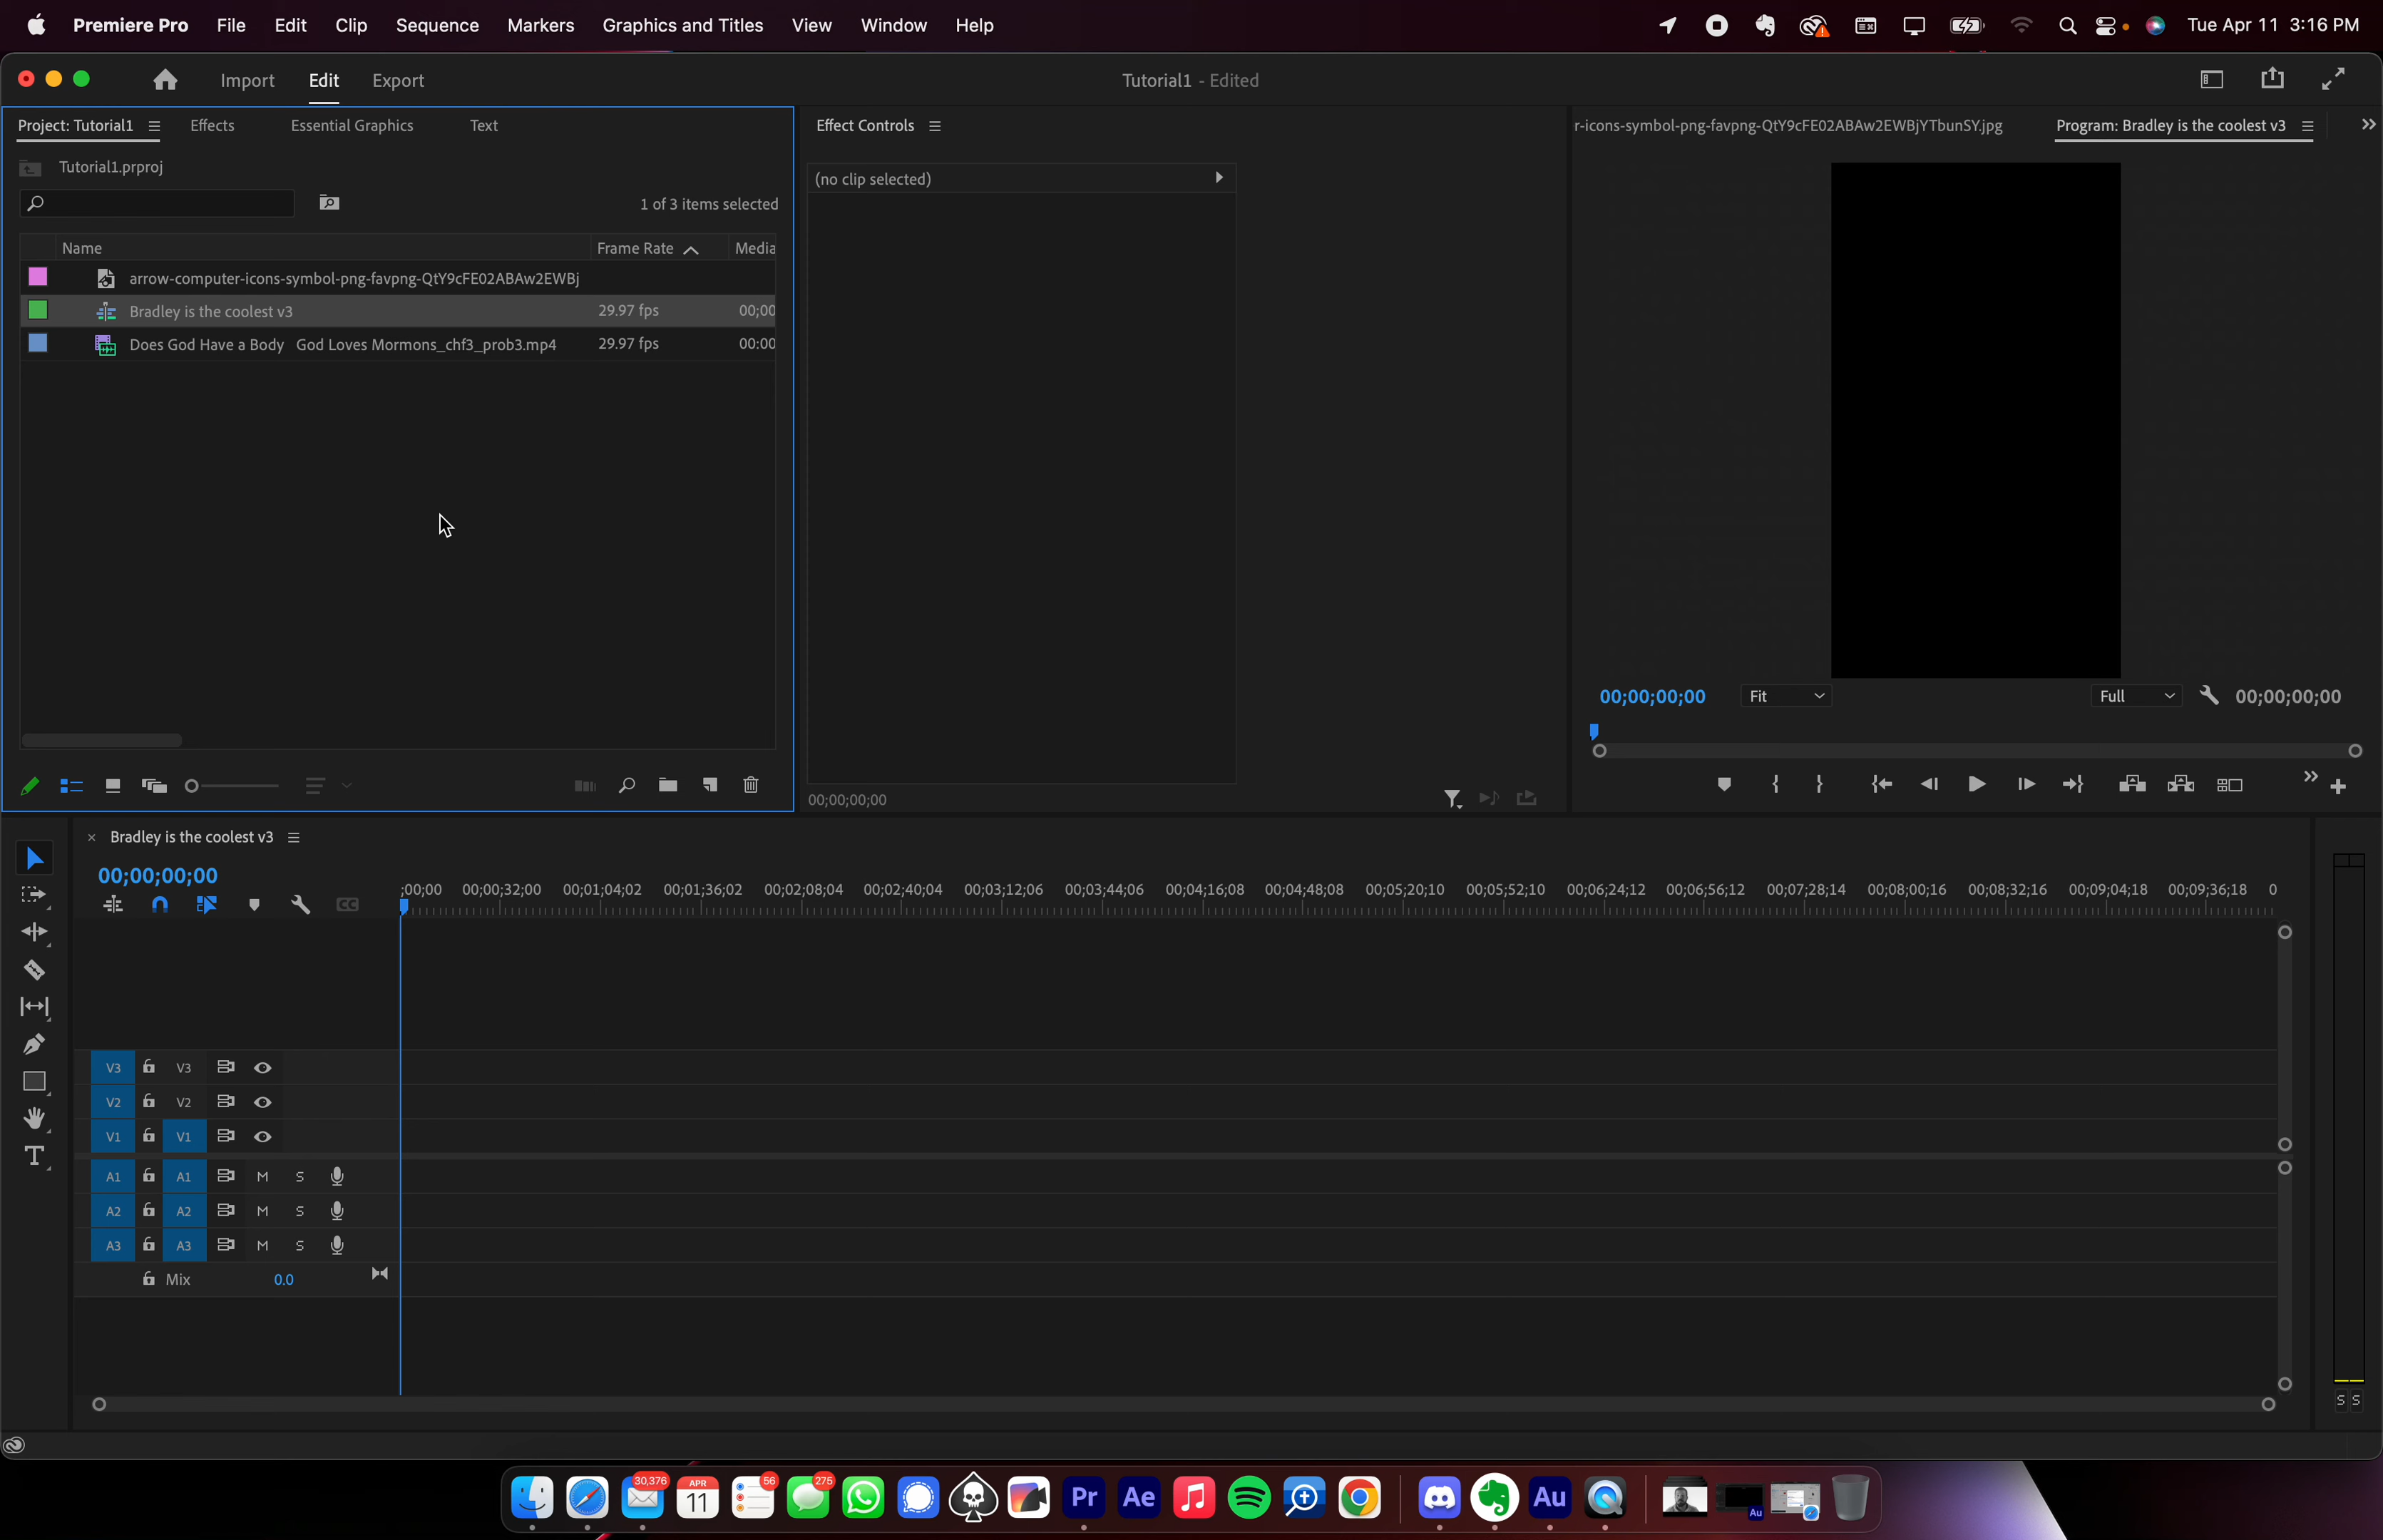 Premiere Pro File Edit Clip Sequence Markers Graphics and Titles View Window Help Tue Apr 11 3:16 PM
Import Edit Export Tutorial1 - Edited
Project: Tutorial1 Effects Essential Graphics Text Effect Controls r-icons-symbol-png-favpng-QtY9cFE02ABAw2EWBjYTbunSY.jpg Program: Bradley is the coolest v3
Tutorial1.prproj
(no clip selected)
1 of 3 items selected
Name Frame Rate Media
arrow-computer-icons-symbol-png-favpng-QtY9cFE02ABAw2EWBj
Bradley is the coolest v3 29.97 fps 00;00
Does God Have a Body God Loves Mormons_chf3_prob3.mp4 29.97 fps 00:00
00;00;00;00 Fit Full 00;00;00;00
00;00;00;00
Bradley is the coolest v3
00;00;00;00
;00;00 00;00;32;00 00;01;04;02 00;01;36;02 00;02;08;04 00;02;40;04 00;03;12;06 00;03;44;06 00;04;16;08 00;04;48;08 00;05;20;10 00;05;52;10 00;06;24;12 00;06;56;12 00;07;28;14 00;08;00;16 00;08;32;16 00;09;04;18 00;09;36;18 0
CC
V3 V3
V2 V2
V1 V1
A1 A1 M S
A2 A2 M S
A3 A3 M S
Mix 0.0
S S
30,376 APR 11 56 275 Pr Ae Au Au